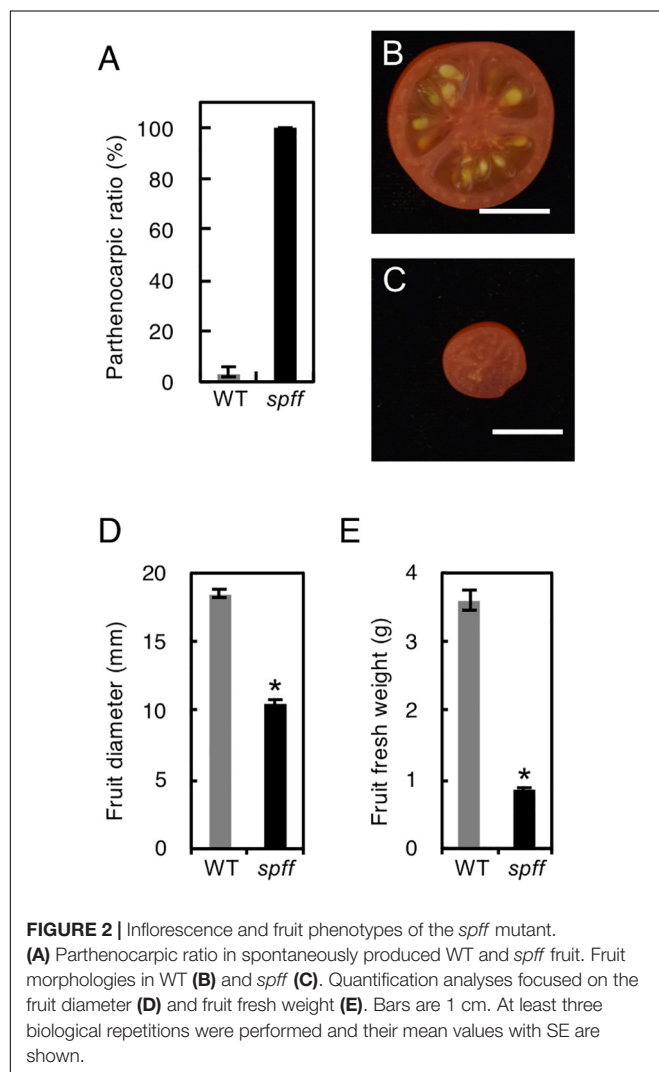 A
Parthenocarpic ratio (%)
100
80
60
40
20
0
WT spff
B
C
D
Fruit diameter (mm)
20
15
10
5
0
*
WT spff
E
Fruit fresh weight (g)
4
3
2
1
0
*
WT spff
FIGURE 2 | Inflorescence and fruit phenotypes of the spff mutant.
(A) Parthenocarpic ratio in spontaneously produced WT and spff fruit. Fruit
morphologies in WT (B) and spff (C). Quantification analyses focused on the
fruit diameter (D) and fruit fresh weight (E). Bars are 1 cm. At least three
biological repetitions were performed and their mean values with SE are
shown.